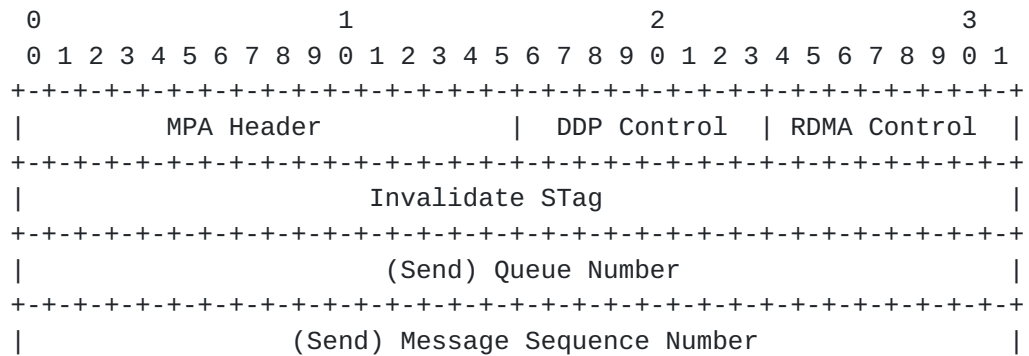 0                   1                   2                   3
 0 1 2 3 4 5 6 7 8 9 0 1 2 3 4 5 6 7 8 9 0 1 2 3 4 5 6 7 8 9 0 1
+-+-+-+-+-+-+-+-+-+-+-+-+-+-+-+-+-+-+-+-+-+-+-+-+-+-+-+-+-+-+-+-+
|         MPA Header            |  DDP Control  | RDMA Control  |
+-+-+-+-+-+-+-+-+-+-+-+-+-+-+-+-+-+-+-+-+-+-+-+-+-+-+-+-+-+-+-+-+
|                      Invalidate STag                          |
+-+-+-+-+-+-+-+-+-+-+-+-+-+-+-+-+-+-+-+-+-+-+-+-+-+-+-+-+-+-+-+-+
|                       (Send) Queue Number                     |
+-+-+-+-+-+-+-+-+-+-+-+-+-+-+-+-+-+-+-+-+-+-+-+-+-+-+-+-+-+-+-+-+
|                 (Send) Message Sequence Number                |